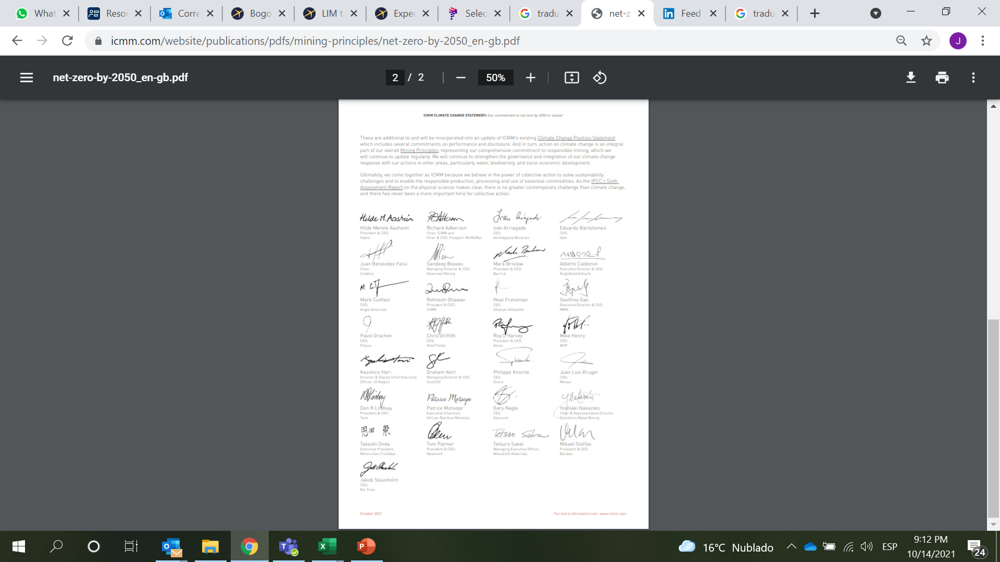 What
Reso
Corre
Bogo
LIM t
Expec
Selec
tradu
net-z
Feed
tradu
icmm.com/website/publications/pdfs/mining-principles/net-zero-by-2050_en-gb.pdf
J
net-zero-by-2050_en-gb.pdf
2 / 2
50%
ICMM CLIMATE CHANGE STATEMENT: Our commitment to net zero by 2050 or sooner
These are additional to and will be incorporated into an update of ICMM's existing Climate Change Position Statement
which includes several commitments on performance and disclosure. And in turn, action on climate change is an integral
part of our overall Mining Principles, representing our comprehensive commitment to responsible mining, which we
will continue to update regularly. We will continue to strengthen the governance and integration of our climate change
response with our actions in other areas, particularly water, biodiversity, and socio-economic development.
Ultimately, we come together as ICMM because we believe in the power of collective action to solve sustainability
challenges and to enable the responsible production, processing and use of essential commodities. As the IPCC's Sixth
Assessment Report on the physical science makes clear, there is no greater contemporary challenge than climate change,
and there has never been a more important time for collective action.
Hilde M. Aasheim
Hilde Merete Aasheim
President & CEO,
Hydro
Richard Adkerson
Chair, ICMM and
Chair & CEO, Freeport-McMoRan
Iván Arriagada
CEO,
Antofagasta Minerals
Eduardo Bartolomeo
CEO,
Vale
Juan Benavides Feliú
Chair,
Codelco
Sandeep Biswas
Managing Director & CEO,
Newcrest Mining
Mark Bristow
President & CEO,
Barrick
Alberto Calderon
Executive Director & CEO,
AngloGold Ashanti
Mark Cutifani
CEO,
Anglo American
Rohitesh Dhawan
President & CEO,
ICMM
Neal Froneman
CEO,
Sibanye-Stillwater
Geoffrey Gao
Executive Director & CEO,
MMG
Pavel Grachev
CEO,
Polyus
Chris Griffith
CEO,
Gold Fields
Roy C Harvey
President & CEO,
Alcoa
Mike Henry
CEO,
BHP
Kazuhiro Hori
Director & Deputy Chief Executive
Officer, JX Nippon
Graham Kerr
Managing Director & CEO,
South32
Philippe Knoche
CEO,
Orano
Juan Luis Kruger
CEO,
Minsur
Don R Lindsay
President & CEO,
Teck
Patrice Motsepe
Patrice Motsepe
Executive Chairman,
African Rainbow Minerals
Gary Nagle
CEO,
Glencore
Yoshiaki Nakazato
Chair & Representative Director,
Sumitomo Metal Mining
恩田 崇
Takashi Onda
Executive President,
Minera San Cristóbal
Tom Palmer
President & CEO,
Newmont
Tetsuro Sakai
Tetsuro Sakai
Managing Executive Officer,
Mitsubishi Materials
Mikael Staffas
President & CEO,
Boliden
Jakob Stausholm
CEO,
Rio Tinto
October 2021
For more information visit www.icmm.com
16°C Nublado
ESP
9:12 PM
10/14/2021
24